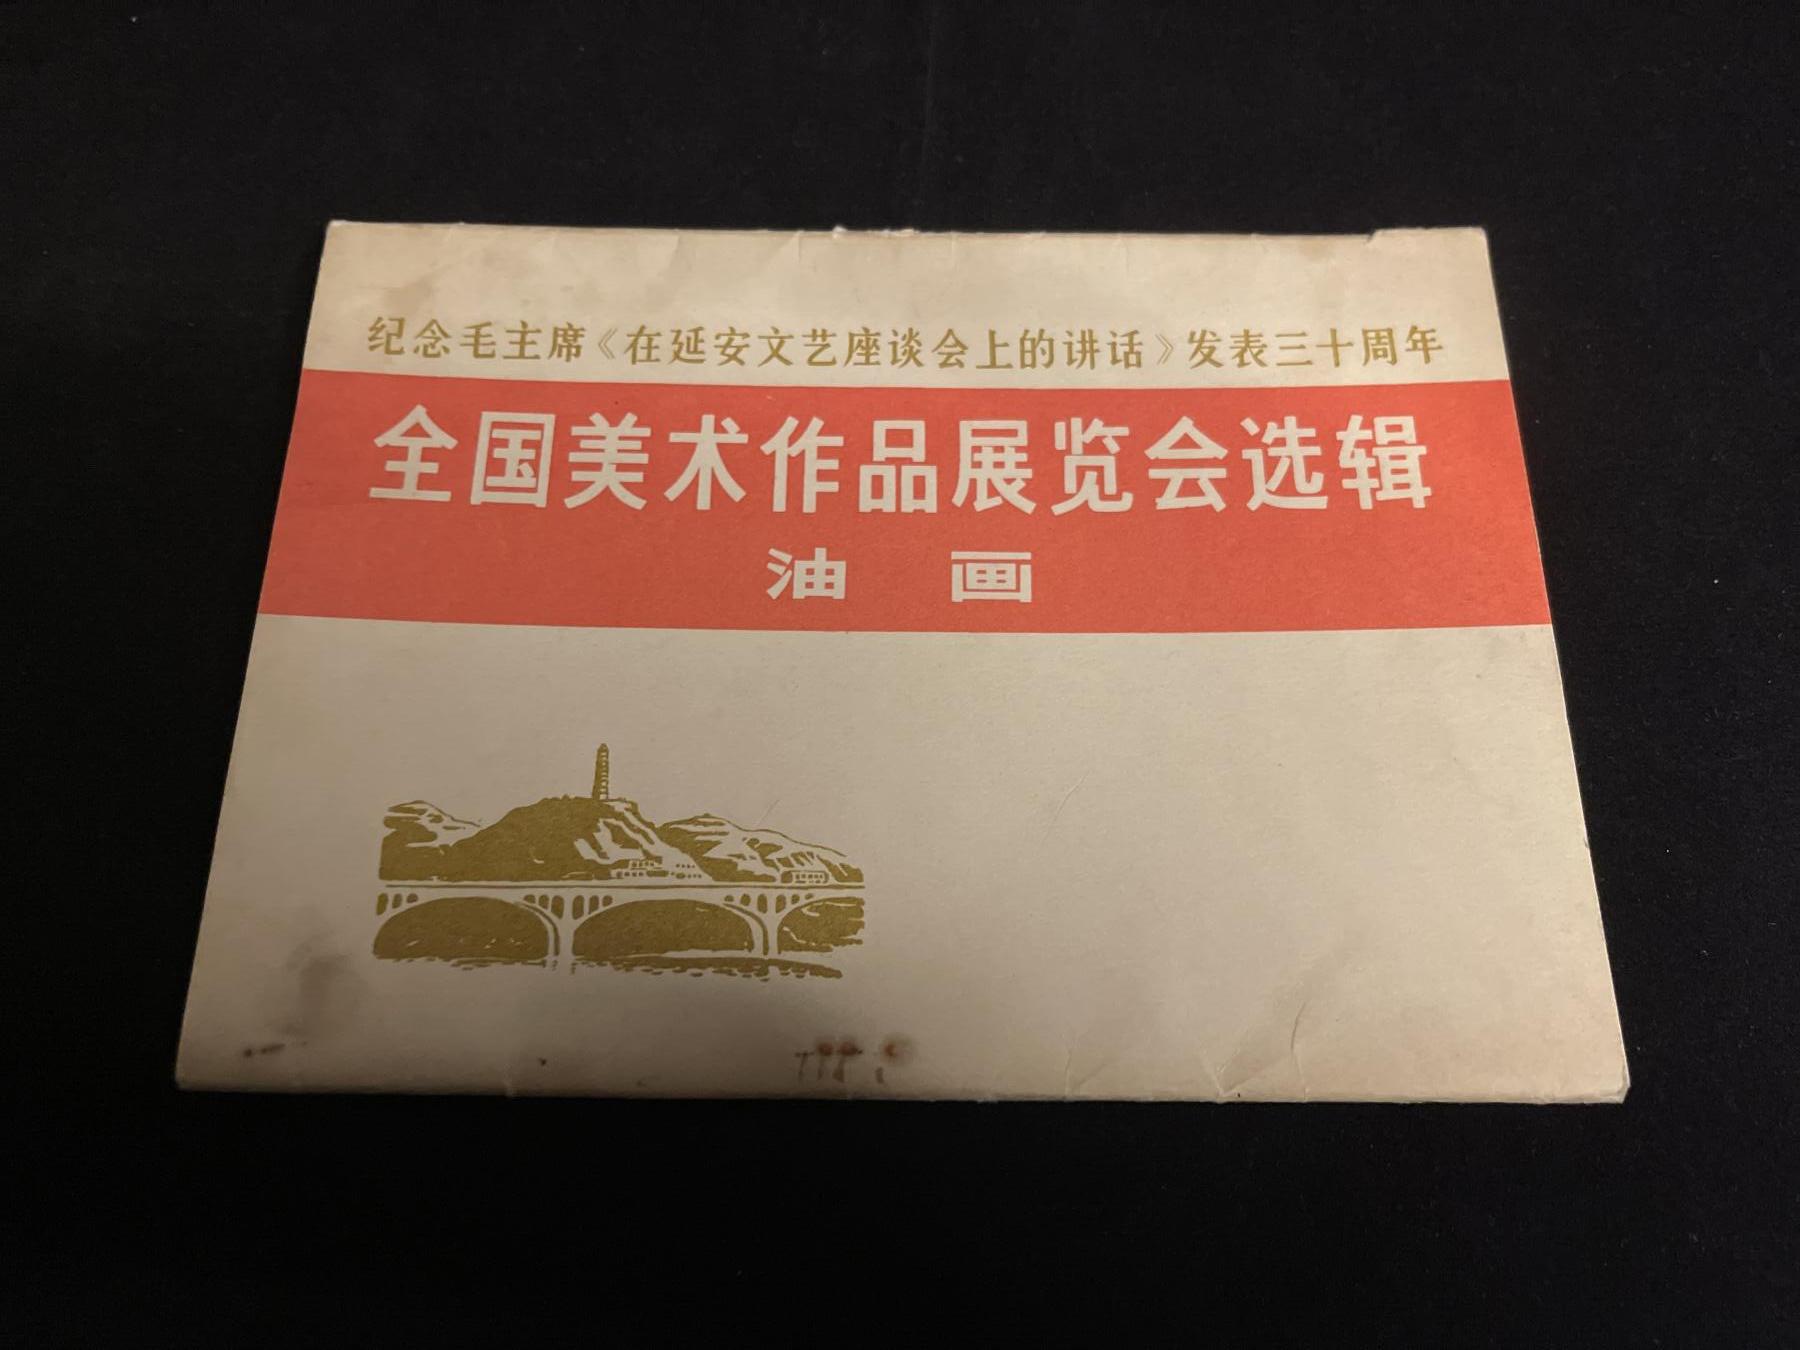 纪念毛主席《在延安文艺座谈会上的讲话》发表三十周年
全国美术作品展览会选辑
油画